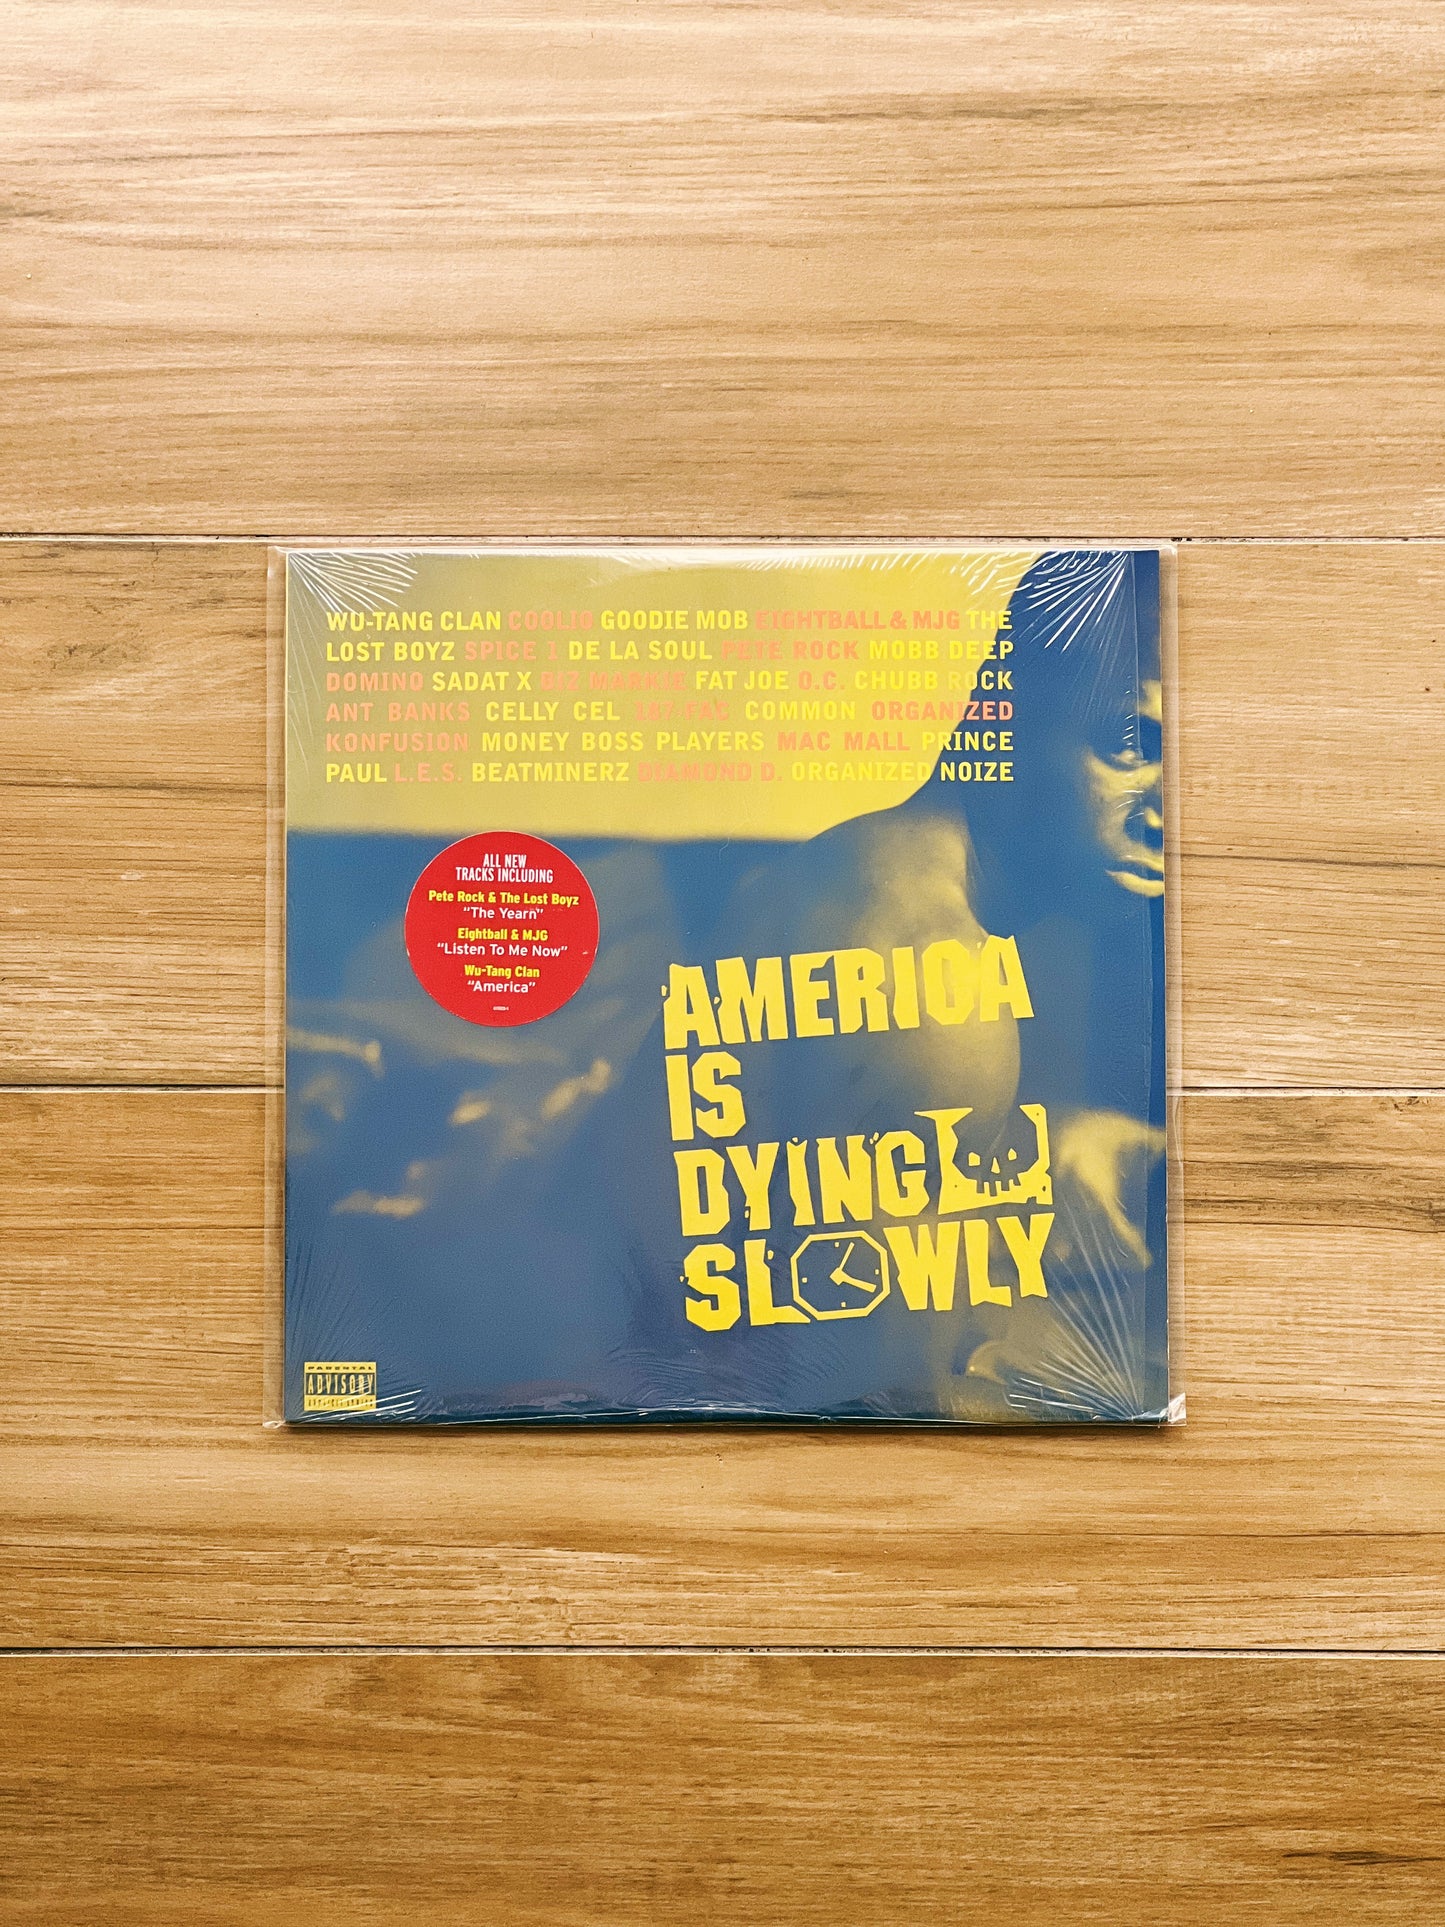 WU-TANG CLAN COOLIO GOODIE MOB EIGHTBALL & MJG THE
LOST BOYZ SPICE 1 DE LA SOUL PETE ROCK MOBB DEEP
DOMINO SADAT X BIZ MARKIE FAT JOE O.C. CHUBB ROCK
ANT BANKS CELLY CEL 187-FAC COMMON ORGANIZED
KONFUSION MONEY BOSS PLAYERS MAC MALL PRINCE
PAUL L.E.S. BEATMINERZ DIAMOND D. ORGANIZED NOIZE
ALL NEW
TRACKS INCLUDING
Pete Rock & The Lost Boyz
"The Yearn"
Eightball & MJG
"Listen To Me Now"
Wu-Tang Clan
"America"
AMERICA
IS
DYING
SLOWLY
PARENTAL
ADVISORY